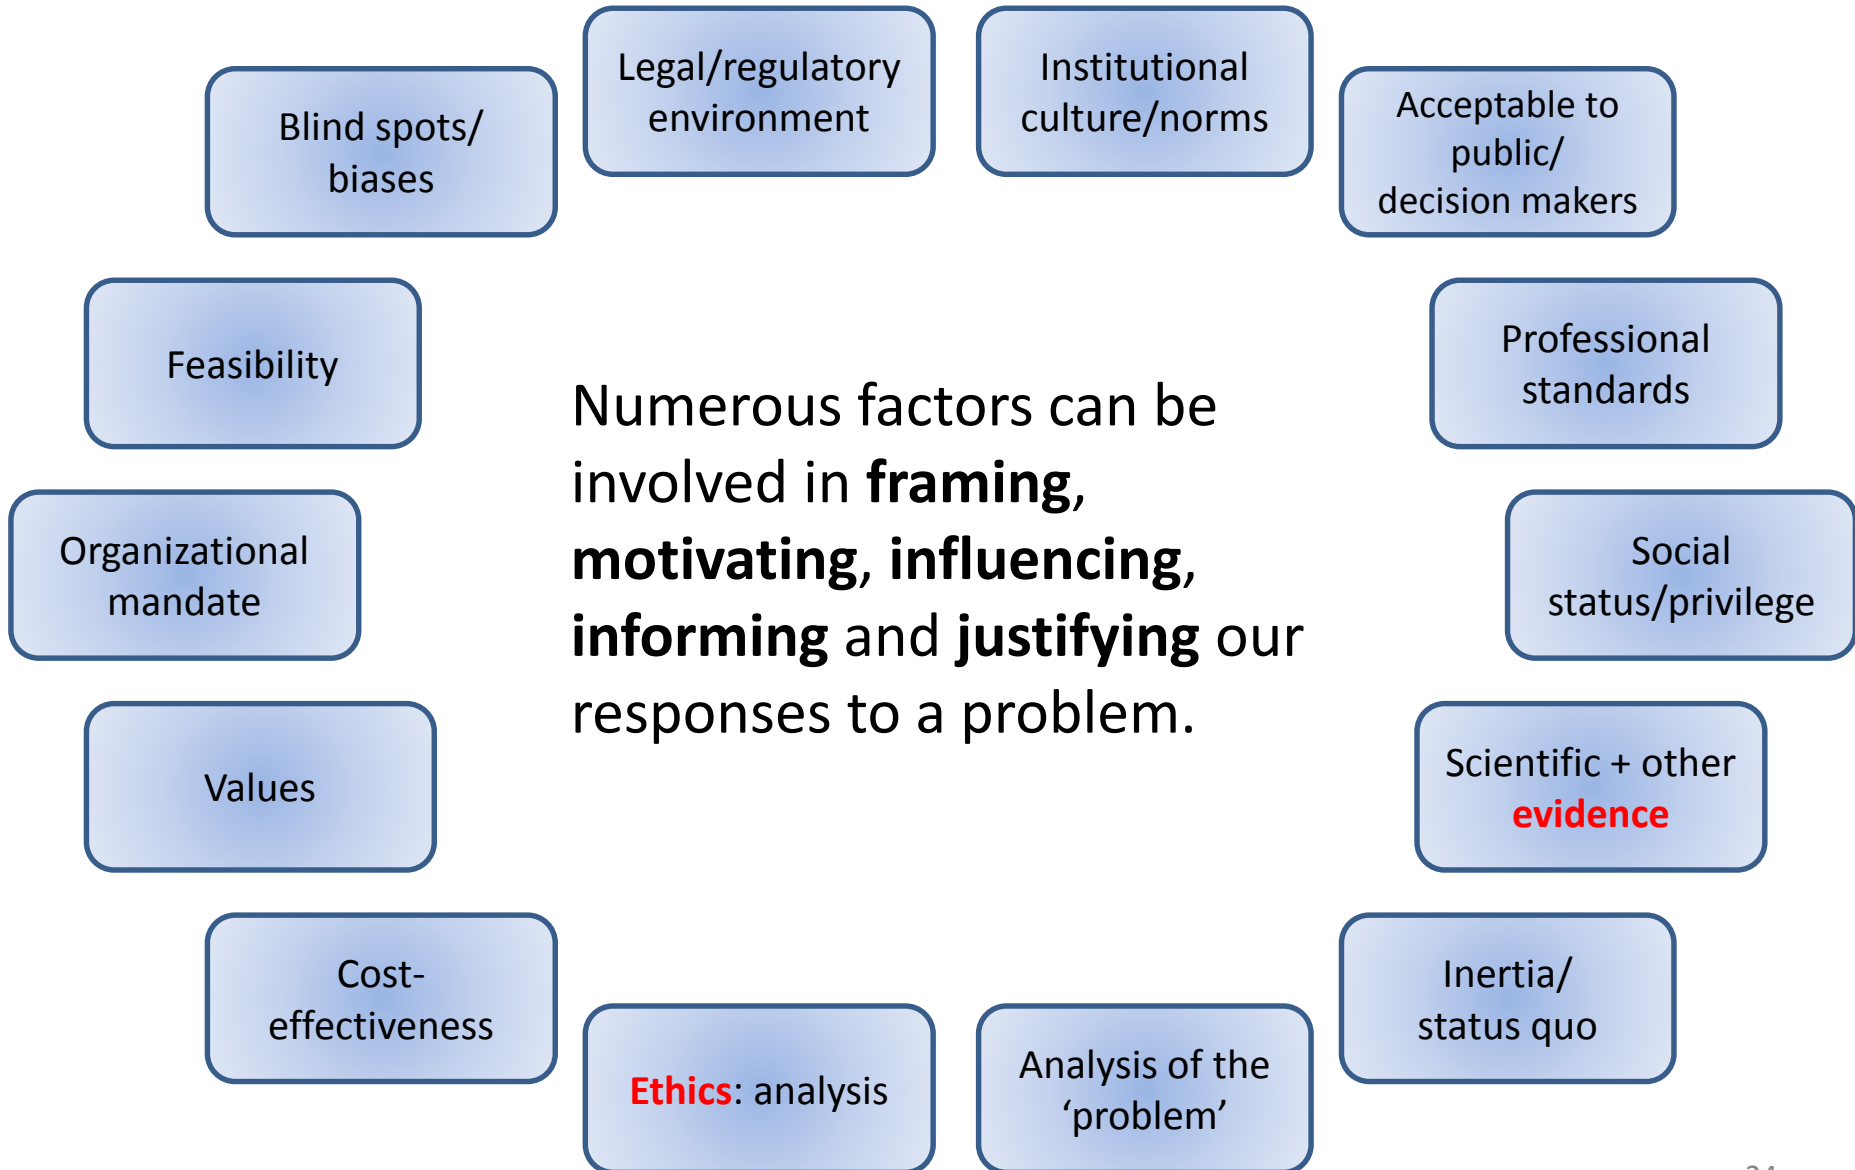 Legal/regulatory
environment
Institutional
culture/norms
Blind spots/
biases
Acceptable to
public/
decision makers
Feasibility
Professional
standards
Numerous factors can be
involved in framing,
motivating, influencing,
informing and justifying our
responses to a problem.
Organizational
mandate
Social
status/privilege
Values
Scientific + other
evidence
Cost-
effectiveness
Inertia/
status quo
Ethics: analysis
Analysis of the
‘problem’